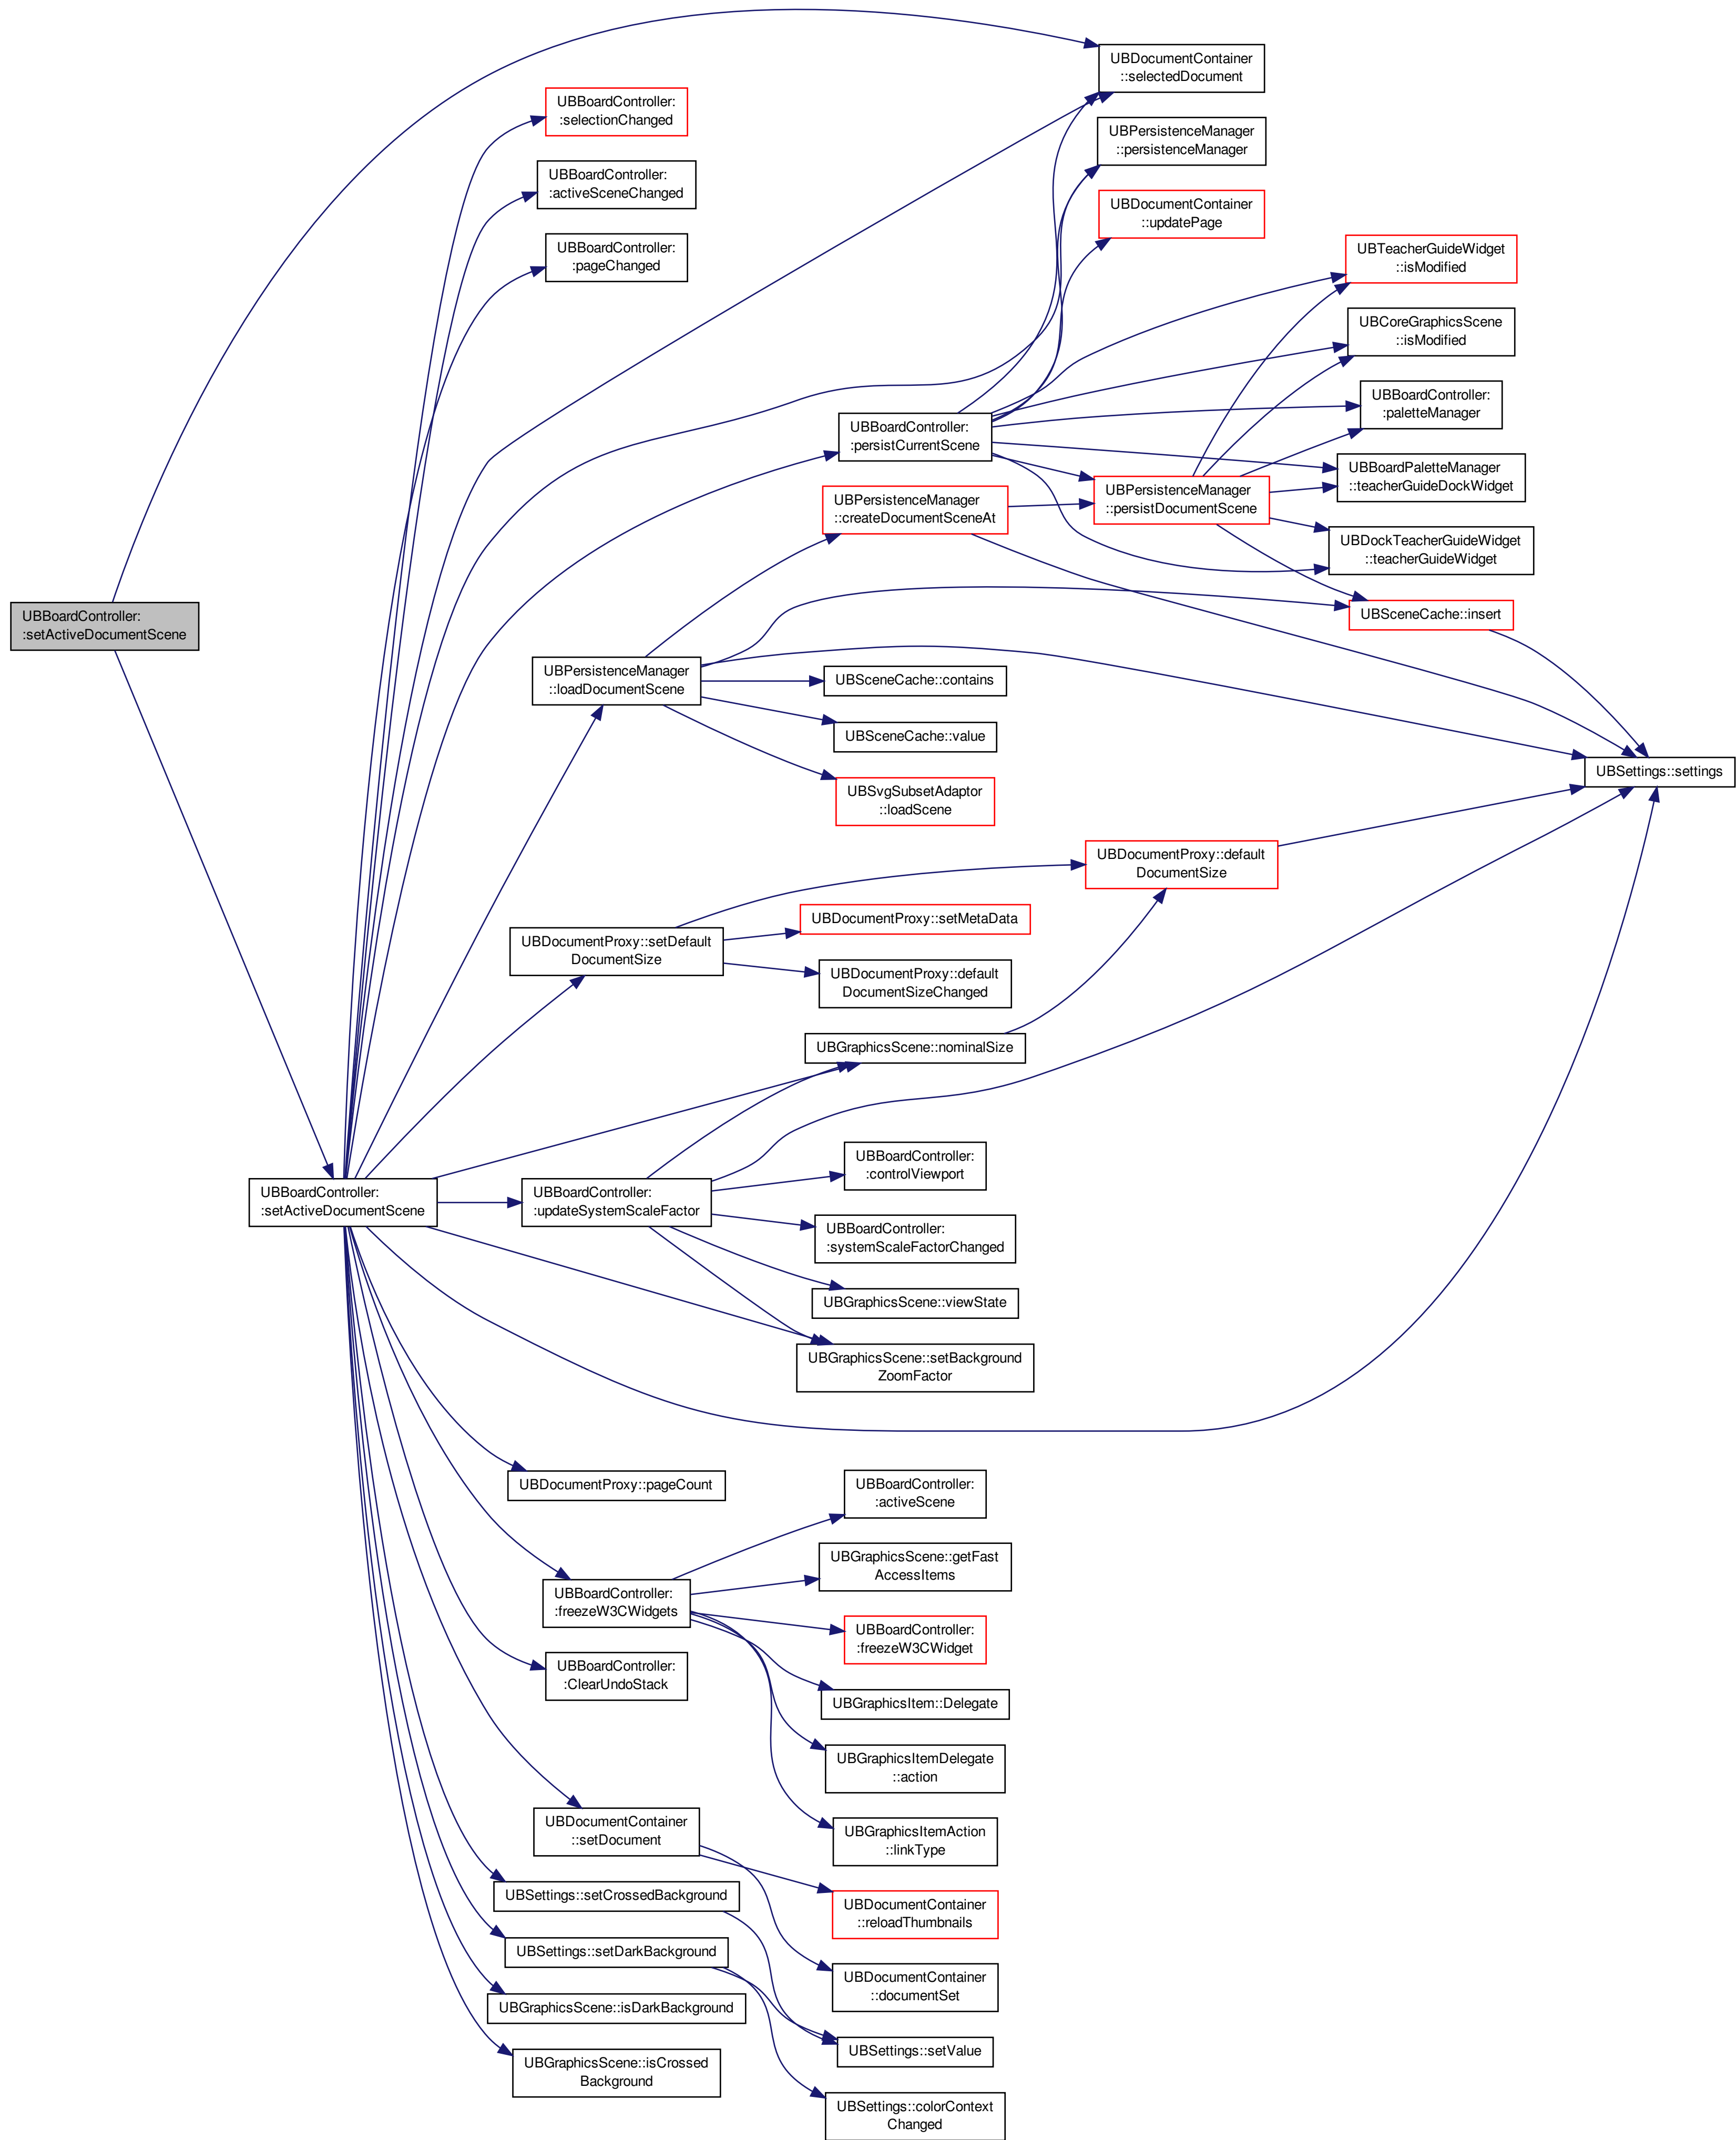 UBDocumentContainer
::selectedDocument
UBBoardController:
:selectionChanged
UBPersistenceManager
::persistenceManager
UBBoardController:
:activeSceneChanged
UBDocumentContainer
::updatePage
UBBoardController:
:pageChanged
UBTeacherGuideWidget
::isModified
UBCoreGraphicsScene
::isModified
UBBoardController:
:paletteManager
UBBoardController:
:persistCurrentScene
UBBoardPaletteManager
::teacherGuideDockWidget
UBPersistenceManager
::persistDocumentScene
UBPersistenceManager
::createDocumentSceneAt
UBDockTeacherGuideWidget
::teacherGuideWidget
UBBoardController:
:setActiveDocumentScene
UBSceneCache::insert
UBPersistenceManager
::loadDocumentScene
UBSceneCache::contains
UBSceneCache::value
UBSettings::settings
UBSvgSubsetAdaptor
::loadScene
UBDocumentProxy::default
DocumentSize
UBDocumentProxy::setMetaData
UBDocumentProxy::setDefault
DocumentSize
UBDocumentProxy::default
DocumentSizeChanged
UBGraphicsScene::nominalSize
UBBoardController:
:controlViewport
UBBoardController:
:setActiveDocumentScene
UBBoardController:
:updateSystemScaleFactor
UBBoardController:
:systemScaleFactorChanged
UBGraphicsScene::viewState
UBGraphicsScene::setBackground
ZoomFactor
UBDocumentProxy::pageCount
UBBoardController:
:activeScene
UBGraphicsScene::getFast
AccessItems
UBBoardController:
:freezeW3CWidgets
UBBoardController:
:freezeW3CWidget
UBBoardController:
:ClearUndoStack
UBGraphicsItem::Delegate
UBGraphicsItemDelegate
::action
UBDocumentContainer
::setDocument
UBGraphicsItemAction
::linkType
UBSettings::setCrossedBackground
UBDocumentContainer
::reloadThumbnails
UBSettings::setDarkBackground
UBDocumentContainer
::documentSet
UBGraphicsScene::isDarkBackground
UBSettings::setValue
UBGraphicsScene::isCrossed
Background
UBSettings::colorContext
Changed